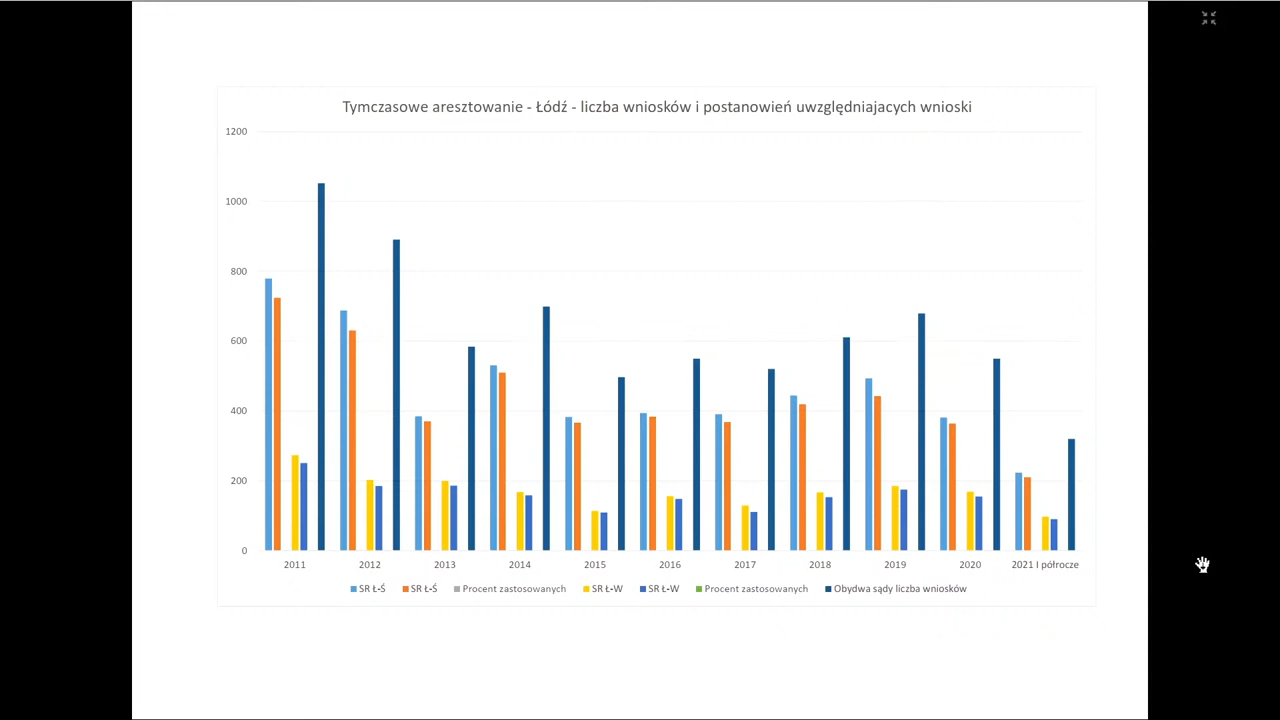 Tymczasowe aresztowanie - Łódź - liczba wniosków i postanowień uwzględniajacych wnioski
1200
1000
800
600
400
200
0
2011 2012 2013 2014 2015 2016 2017 2018 2019 2020 2021 I półrocze
SR Ł-Ś SR Ł-Ś Procent zastosowanych SR Ł-W SR Ł-W Procent zastosowanych Obydwa sądy liczba wniosków